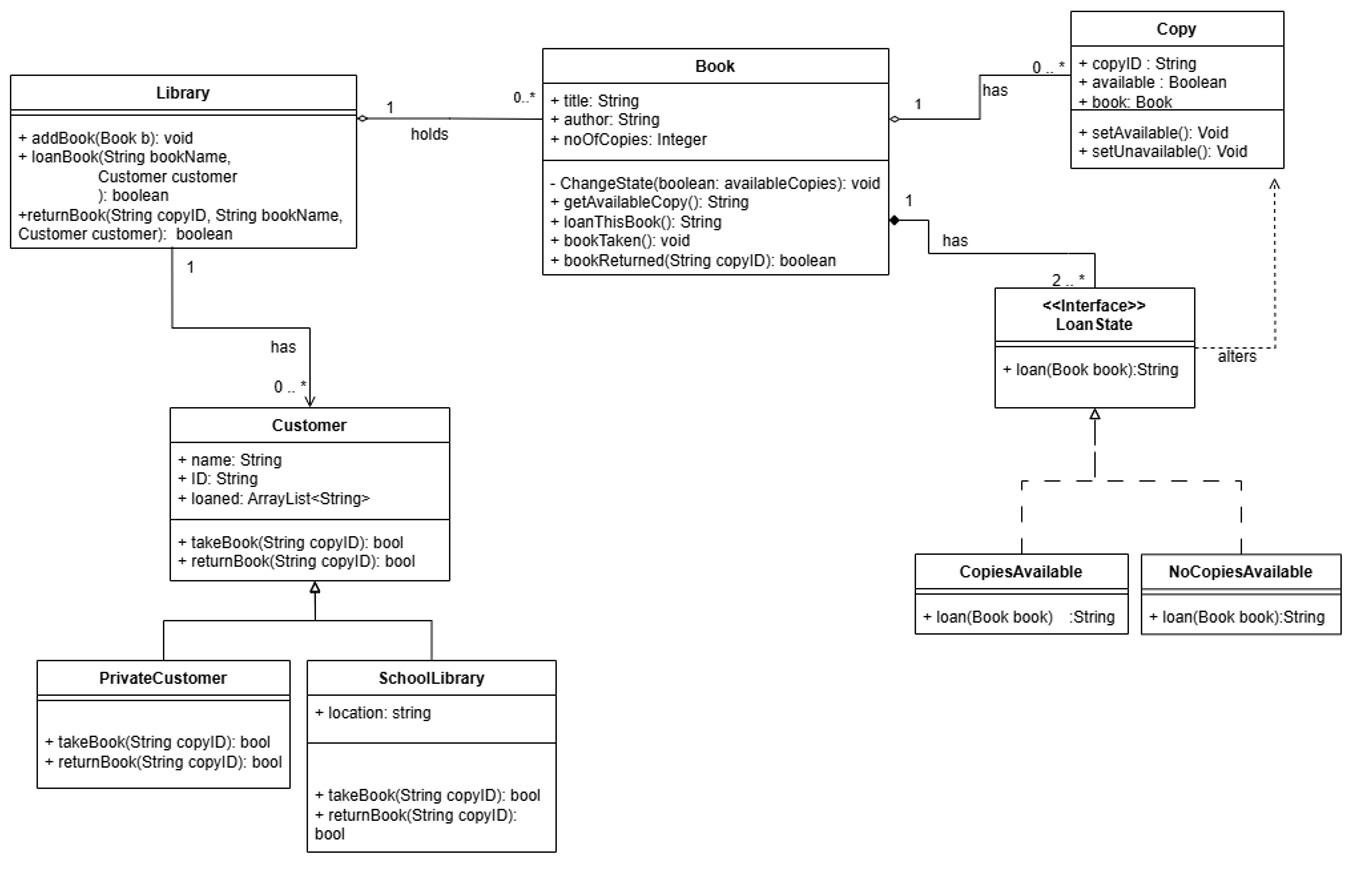 Library
+ addBook(Book b): void
+ loanBook(String bookName,
Customer customer
): boolean
+returnBook(String copyID, String bookName,
Customer customer): boolean
1
holds
0..*
Book
+ title: String
+ author: String
+ noOfCopies: Integer
- ChangeState(boolean: availableCopies): void
+ getAvailableCopy(): String
+ loanThisBook(): String
+ bookTaken(): void
+ bookReturned(String copyID): boolean
1
has
0 .. *
Copy
+ copyID : String
+ available : Boolean
+ book: Book
+ setAvailable(): Void
+ setUnavailable(): Void
1
has
2 .. *
<<Interface>>
LoanState
+ loan(Book book):String
alters
1
has
0 .. *
Customer
+ name: String
+ ID: String
+ loaned: ArrayList<String>
+ takeBook(String copyID): bool
+ returnBook(String copyID): bool
CopiesAvailable
+ loan(Book book) :String
NoCopiesAvailable
+ loan(Book book):String
PrivateCustomer
+ takeBook(String copyID): bool
+ returnBook(String copyID): bool
SchoolLibrary
+ location: string
+ takeBook(String copyID): bool
+ returnBook(String copyID):
bool